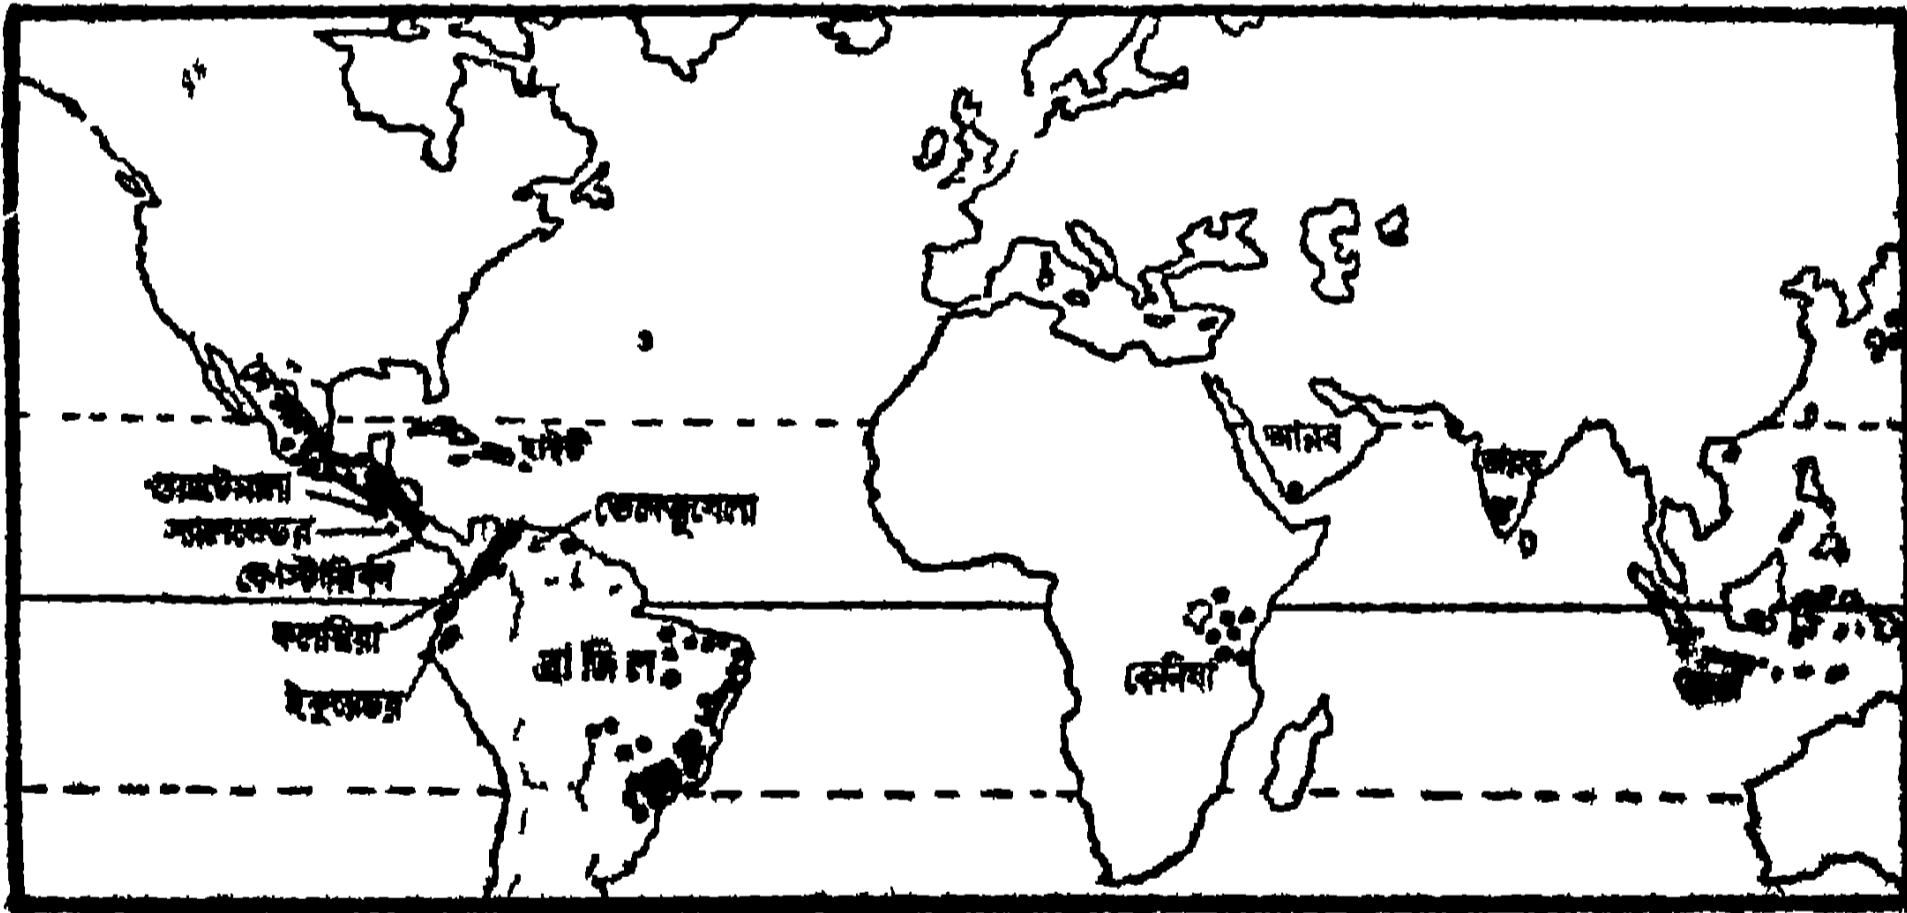 হাইতি
আরব
ভারত
গুয়াটেমালা
ভেনেজুয়েলা
স্যালভেডর
কোস্টারিকা
কলম্বিয়া
ব্রাজিল
কেনিয়া
ইকুয়েডর